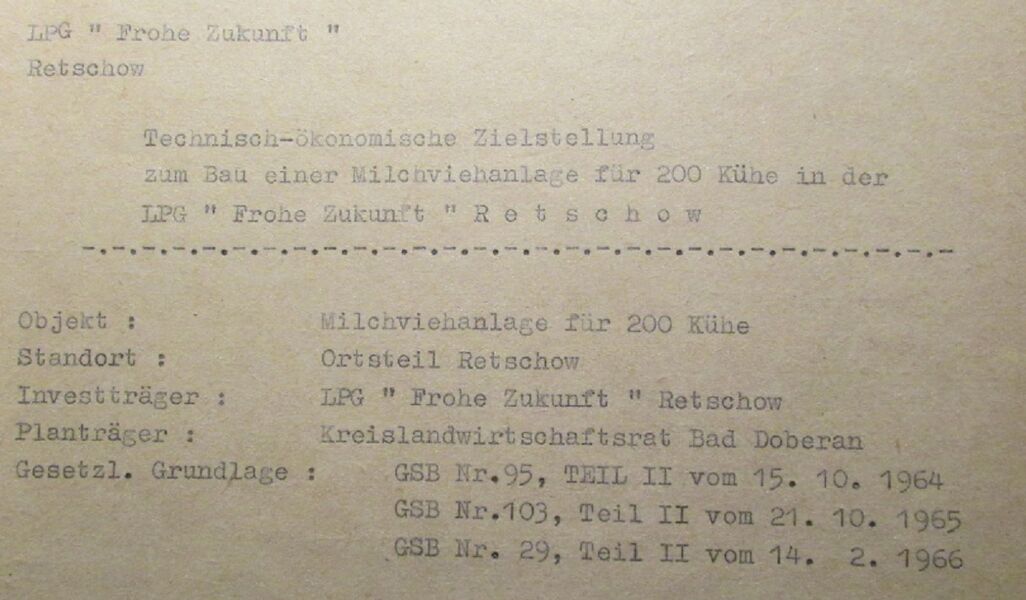 LPG " Frohe Zukunft "
Retschow
Technisch-ökonomische Zielstellung
zum Bau einer Milchviehanlage für 200 Kühe in der
LPG " Frohe Zukunft " R e t s c h o w
-.-.-.-.-.-.-.-.-.-.-.-.-.-.-.-.-.-.-.-.-.-.-.-.-.-.-.-.-
Objekt : Milchviehanlage für 200 Kühe
Standort : Ortsteil Retschow
Investträger : LPG " Frohe Zukunft " Retschow
Planträger : Kreislandwirtschaftsrat Bad Doberan
Gesetzl. Grundlage : GSB Nr.95, TEIL II vom 15. 10. 1964
GSB Nr.103, Teil II vom 21. 10. 1965
GSB Nr. 29, Teil II vom 14. 2. 1966